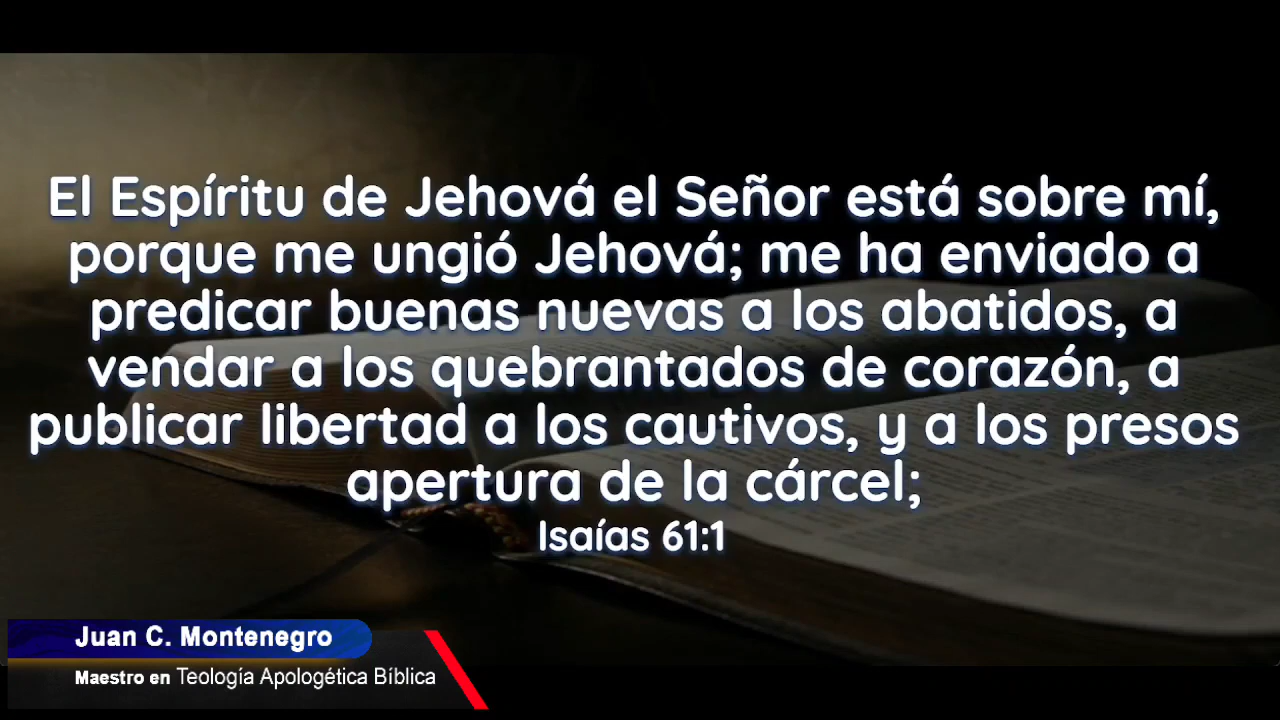 El Espíritu de Jehová el Señor está sobre mí,
porque me ungió Jehová; me ha enviado a
predicar buenas nuevas a los abatidos, a
vendar a los quebrantados de corazón, a
publicar libertad a los cautivos, y a los presos
apertura de la cárcel;
Isaías 61:1
Juan C. Montenegro
Maestro en Teología Apologética Bíblica